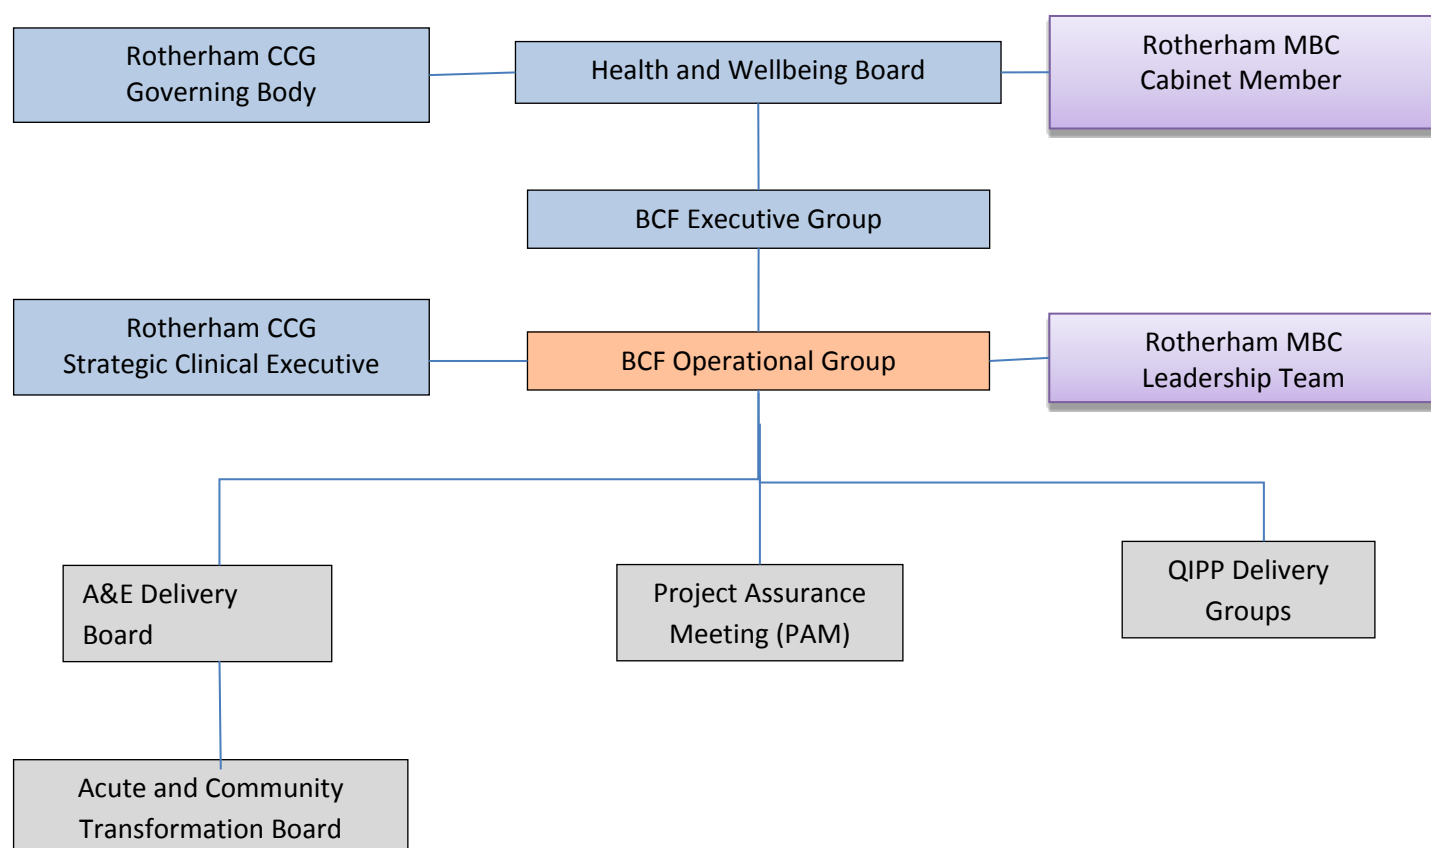 Rotherham CCG
Governing Body
Health and Wellbeing Board
Rotherham MBC
Cabinet Member
BCF Executive Group
Rotherham CCG
Strategic Clinical Executive
BCF Operational Group
Rotherham MBC
Leadership Team
A&E Delivery
Board
Project Assurance
Meeting (PAM)
QIPP Delivery
Groups
Acute and Community
Transformation Board